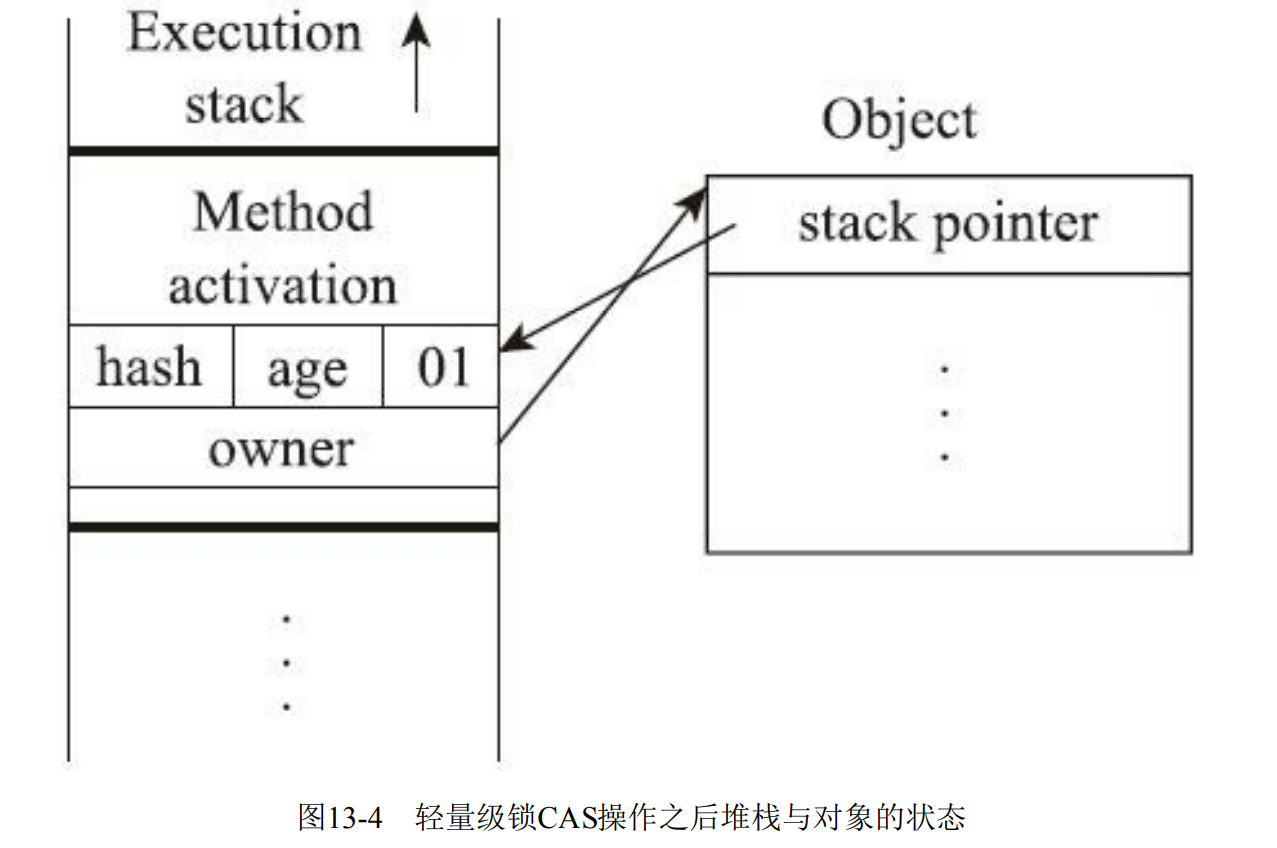 Execution
stack
Object
Method
activation
stack pointer
hash age 01
owner
图13-4 轻量级锁CAS操作之后堆栈与对象的状态